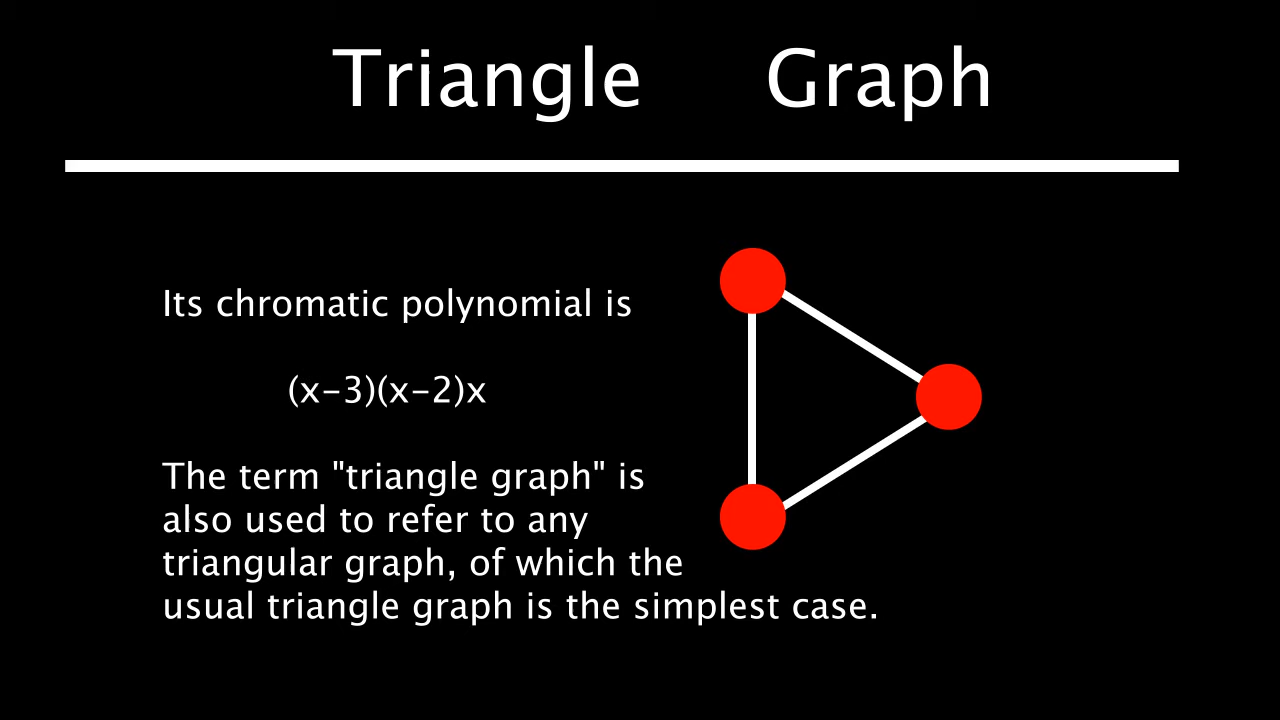 Triangle Graph
Its chromatic polynomial is
(x-3)(x-2)x
The term "triangle graph" is
also used to refer to any
triangular graph, of which the
usual triangle graph is the simplest case.